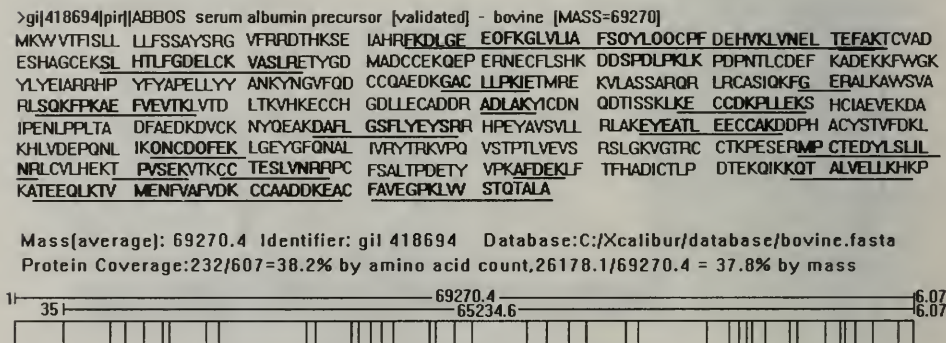 >gi|418694|pir||ABBOS serum albumin precursor [validated] - bovine [MASS=69270]
MKWVTFISLL LLFSSAYSRG VFRRDTHKSE IAHRFKDLGE EOFKGLVLIA FSOYLOOCPF DEHVKLVNEL TEFAKTCVAD
ESHAGCEKSL HTLFGDELCK VASLRETYGD MADCCEKQEP ERNECFLSHK DDSPDLPKLK PDPNTLCDEF KADEKKFWGK
YLYEIARRHP YFYAPELLYY ANKYNGVFQD CCQAEDKGAC LLPKIETMRE KVLASSARQR LRCASIQKFG ERALKAWSVA
RLSQKFPKAE FVEVTKLVTD LTKVHKECCH GDLLECADDR ADLAKYICDN QDTISSKLKE CCDKPLLEKS HCIAEVEKDA
IPENLPPLTA DFAEDKDVCK NYQEAKDAFL GSFLYEYSRR HPEYAVSVLL RLAKEYEATL EECCAKDDPH ACYSTVFDKL
KHLVDEPQNL IKONCDOFEK LGEYGFQNAL IVRYTRKVPQ VSTPTLVEVS RSLGKVGTRC CTKPESERMP CTEDYLSLIL
NRLCVLHEKT PVSEKVTKCC TESLVNRRPC FSALTPDETY VPKAFDEKLF TFHADICTLP DTEKQIKKQT ALVELLKHKP
KATEEQLKTV MENFVAFVDK CCAADDKEAC FAVEGPKLVV STQTALA
Mass(average): 69270.4 Identifier: gi| 418694 Database:C:/Xcalibur/database/bovine.fasta
Protein Coverage:232/607=38.2% by amino acid count,26178.1/69270.4 = 37.8% by mass
1 69270.4 6.07
35 65234.6 6.07